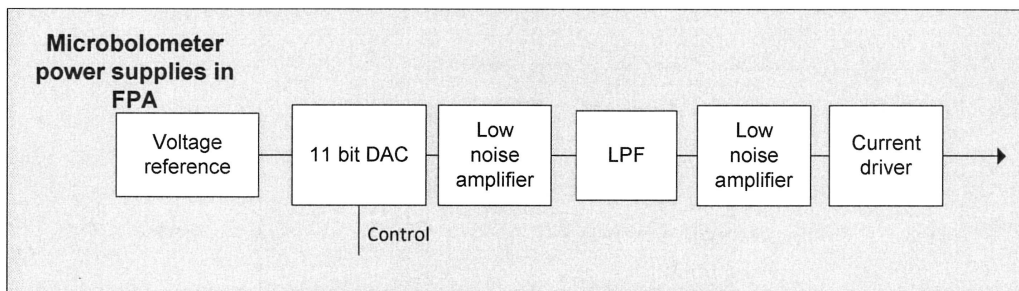 Microbolometer
power supplies in
FPA
Voltage
reference
11 bit DAC
Low
noise
amplifier
LPF
Low
noise
amplifier
Current
driver
Control